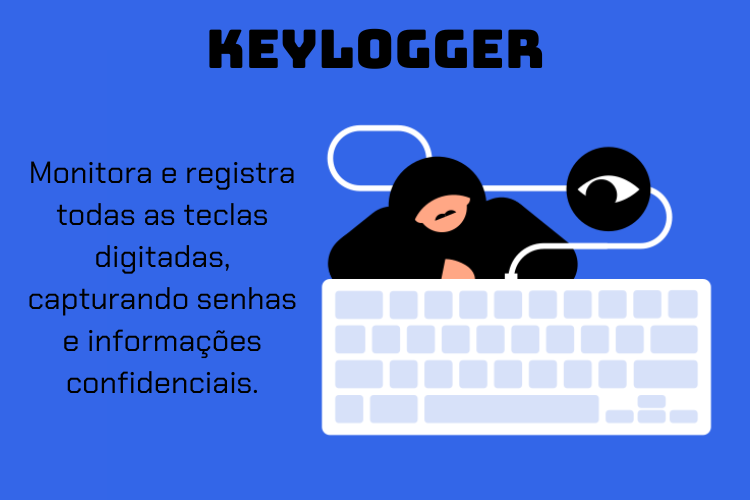 KEYLOGGER
Monitora e registra
todas as teclas
digitadas,
capturando senhas
e informações
confidenciais.